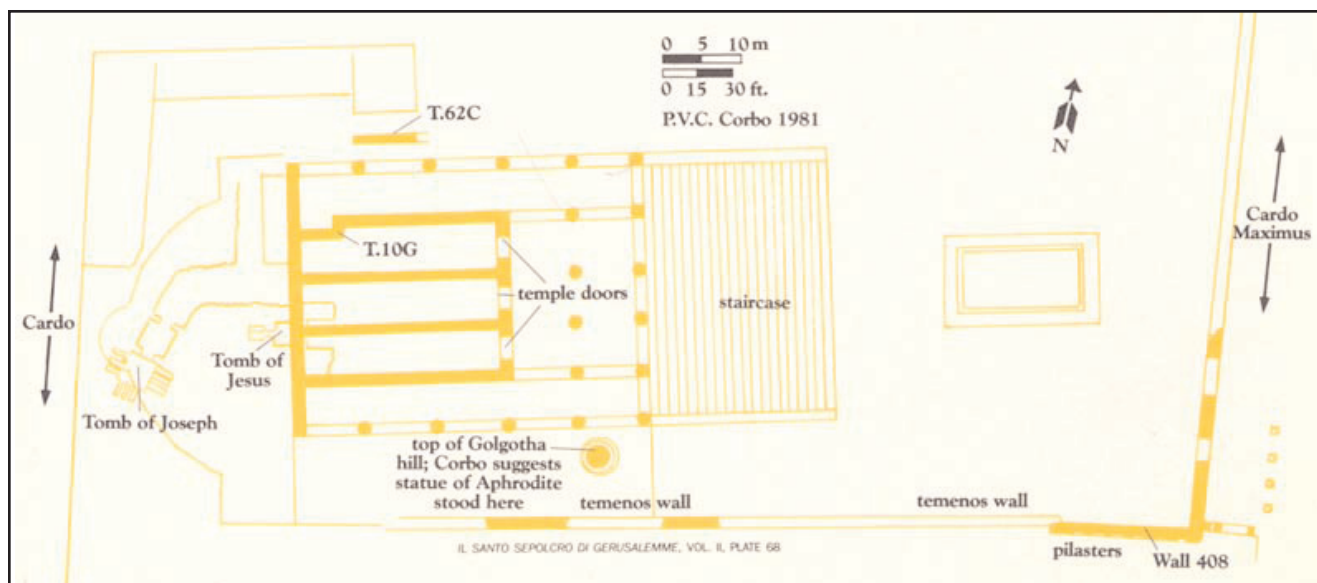 0 5 10 m
0 15 30 ft.
P.V.C. Corbo 1981
N
T.62C
Cardo
Maximus
T.10G
temple doors
staircase
Cardo
Tomb of
Jesus
Tomb of Joseph
top of Golgotha
hill; Corbo suggests
statue of Aphrodite
stood here
temenos wall
temenos wall
IL SANTO SEPOLCRO DI GERUSALEMME, VOL. II, PLATE 68
pilasters
Wall 408